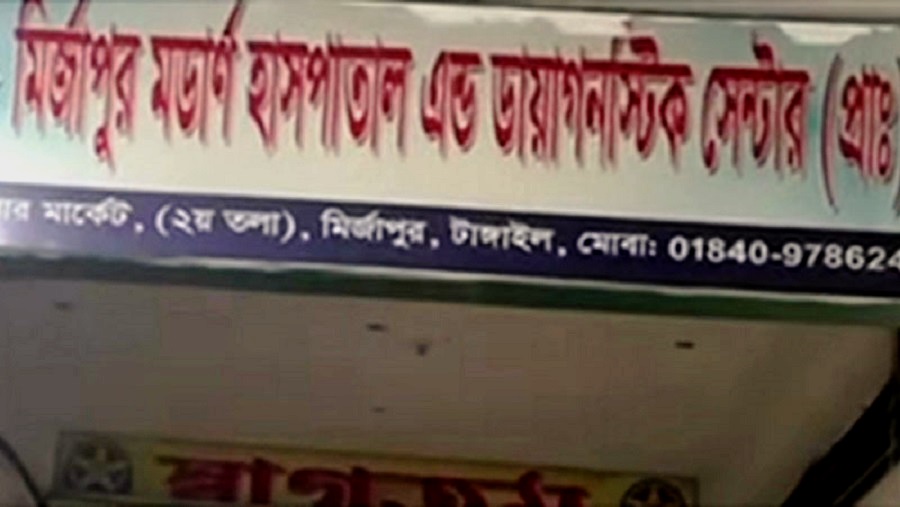 মির্জাপুর মডার্ণ হাসপাতাল এন্ড ডায়াগনস্টিক সেন্টার (প্রাঃ)
মার্কেট, (২য় তলা), মির্জাপুর, টাঙ্গাইল, মোবা: 01840-978624